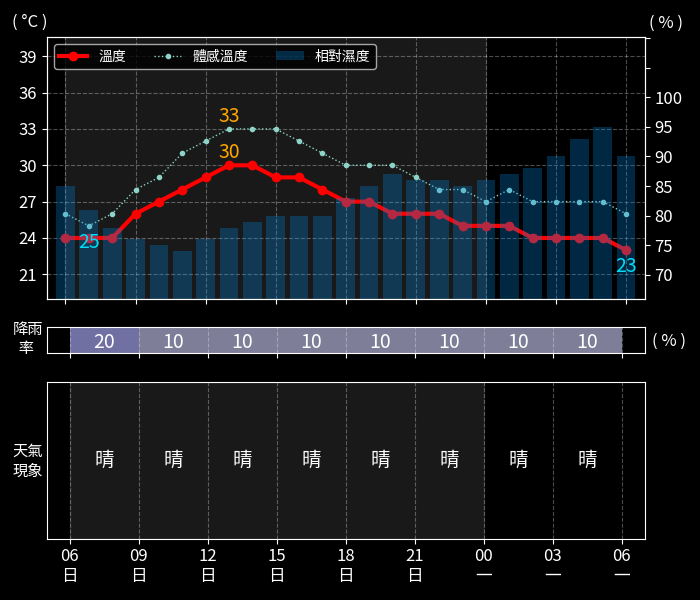 ( °C )
( % )
溫度
體感溫度
相對濕度
39
36
33
30
27
24
21
100
95
90
85
80
75
70
33
30
25
23
降雨
率
20 10 10 10 10 10 10 10
( % )
天氣
現象
晴 晴 晴 晴 晴 晴 晴 晴
06 09 12 15 18 21 00 03 06
日 日 日 日 日 日 一 一 一